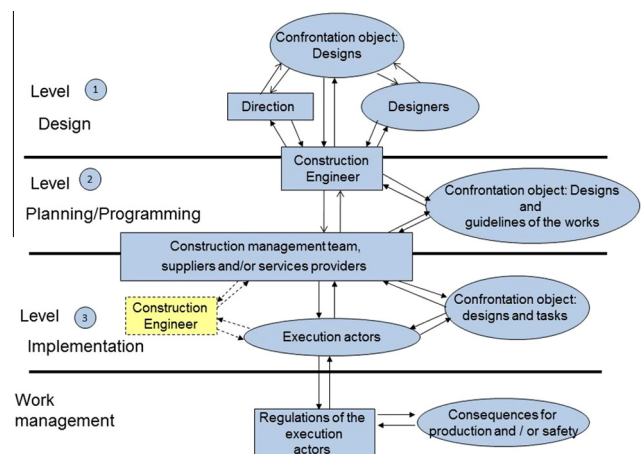 Confrontation object:
Designs
Level 1
Design
Direction
Designers
Construction
Engineer
Level 2
Planning/Programming
Confrontation object: Designs
and
guidelines of the works
Construction management team,
suppliers and/or services providers
Construction
Engineer
Level 3
Implementation
Confrontation object:
designs and tasks
Execution actors
Work
management
Regulations of the
execution
actors
Consequences for
production and / or safety